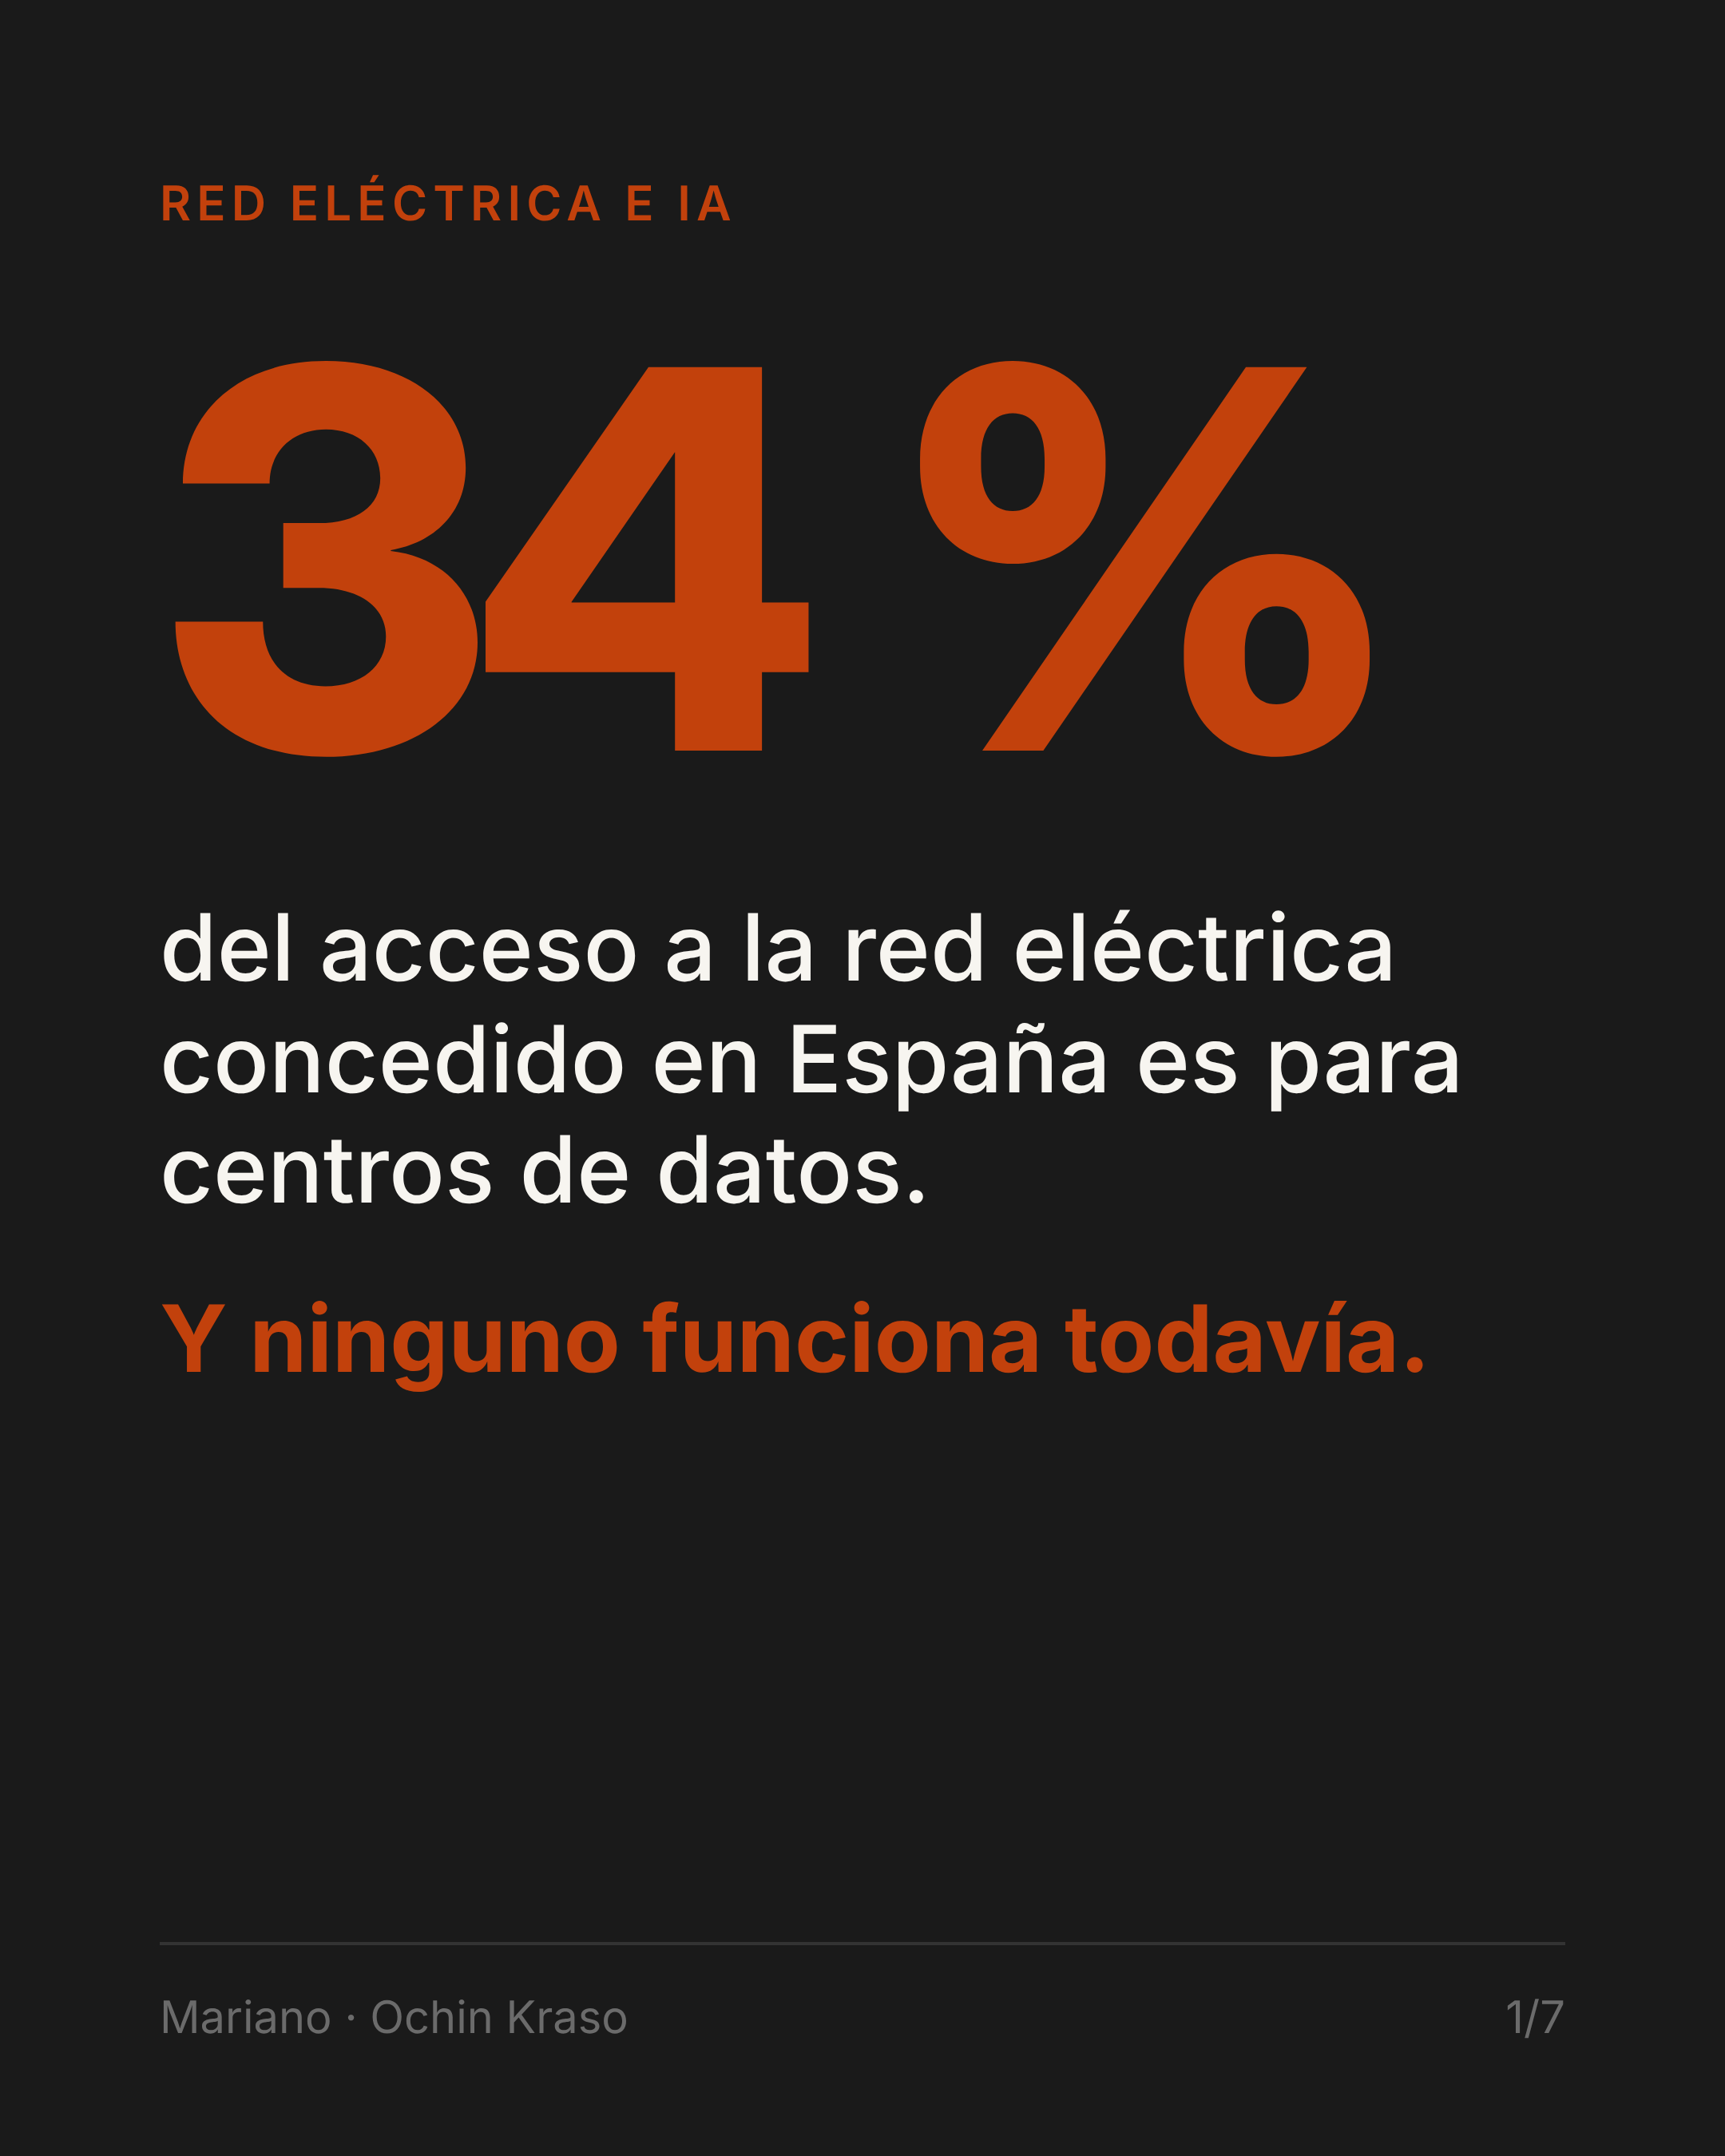 RED ELÉCTRICA E IA
34 %
del acceso a la red eléctrica
concedido en España es para
centros de datos.
Y ninguno funciona todavía.
Mariano · Ochin Kraso
1/7